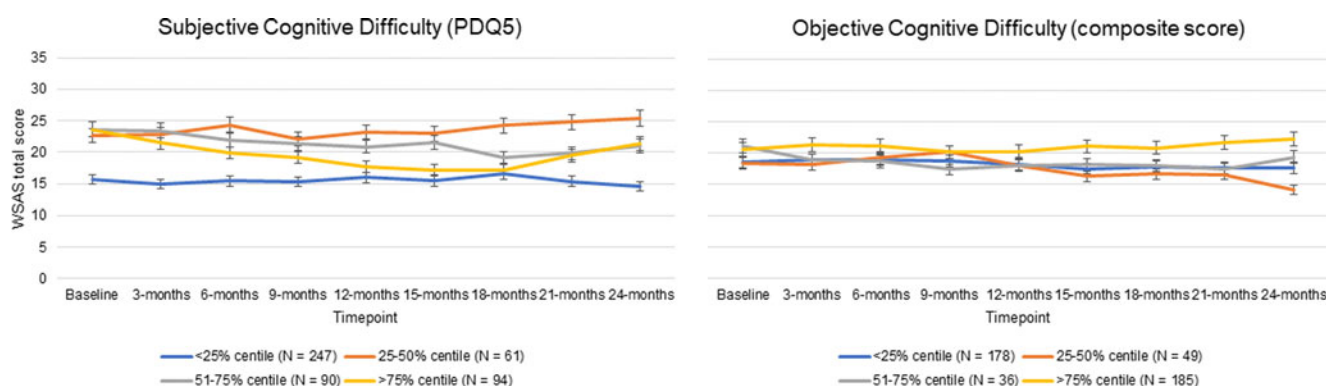 Subjective Cognitive Difficulty (PDQ5)
35
30
25
20
15
10
5
0
WSAS total score
Baseline 3-months 6-months 9-months 12-months 15-months 18-months 21-months 24-months
Timepoint
<25% centile (N = 247) 25-50% centile (N = 61)
51-75% centile (N = 90) >75% centile (N = 94)
Objective Cognitive Difficulty (composite score)
Baseline 3-months 6-months 9-months 12-months 15-months 18-months 21-months 24-months
Timepoint
<25% centile (N = 178) 25-50% centile (N = 49)
51-75% centile (N = 36) >75% centile (N = 185)